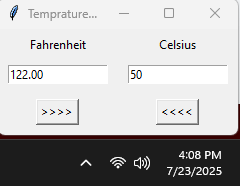 Temprature...
Fahrenheit Celsius
122.00 50
>>>> <<<<
4:08 PM
7/23/2025